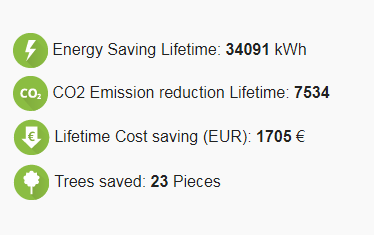 Energy Saving Lifetime: 34091 kWh
CO₂ CO2 Emission reduction Lifetime: 7534
€ Lifetime Cost saving (EUR): 1705 €
Trees saved: 23 Pieces